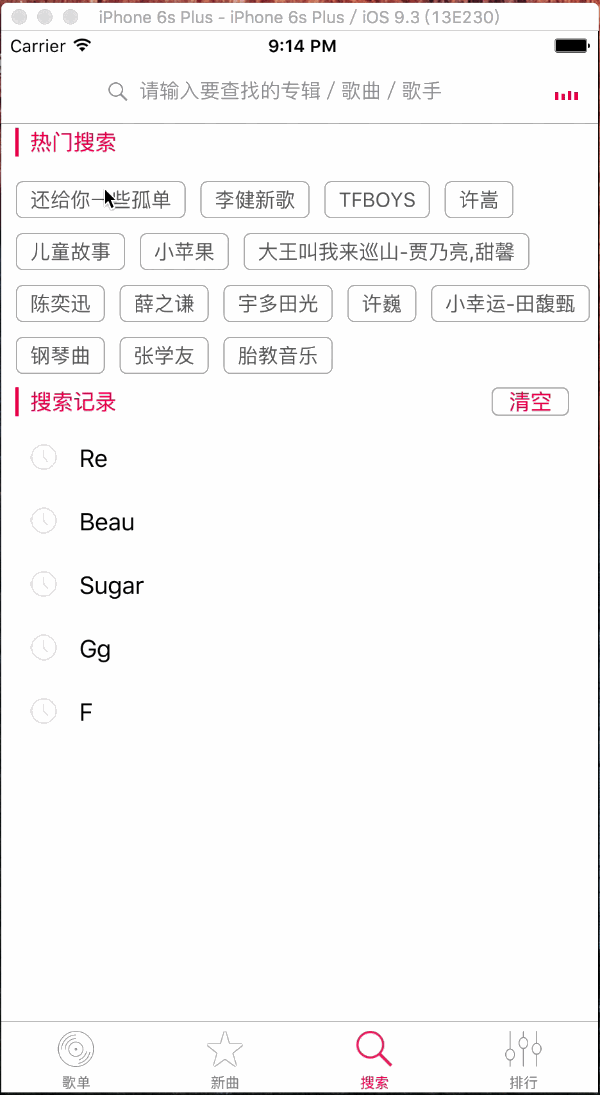 iPhone 6s Plus - iPhone 6s Plus / iOS 9.3 (13E230)
Carrier 9:14 PM
请输入要查找的专辑 / 歌曲 / 歌手
热门搜索
还给你一些孤单 李健新歌 TFBOYS 许嵩
儿童故事 小苹果 大王叫我来巡山-贾乃亮,甜馨
陈奕迅 薛之谦 宇多田光 许巍 小幸运-田馥甄
钢琴曲 张学友 胎教音乐
搜索记录 清空
Re
Beau
Sugar
Gg
F
歌单 新曲 搜索 排行